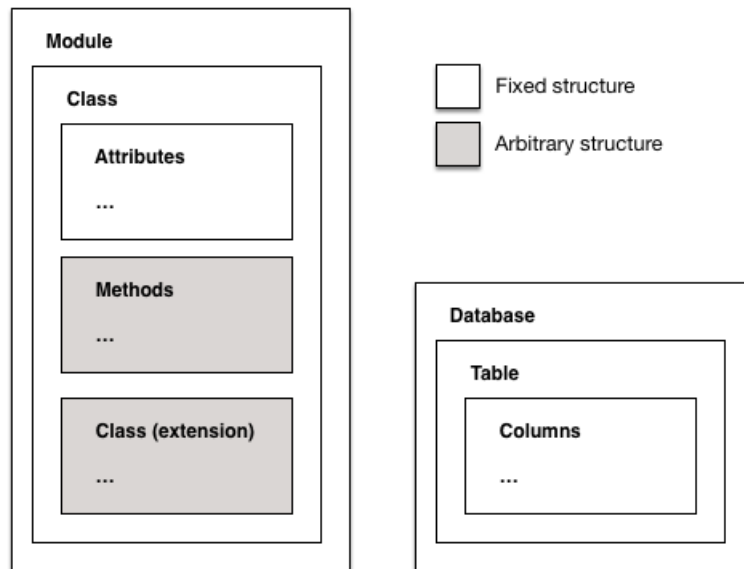 Module
Class
Attributes
...
Methods
...
Class (extension)
...
Fixed structure
Arbitrary structure
Database
Table
Columns
...